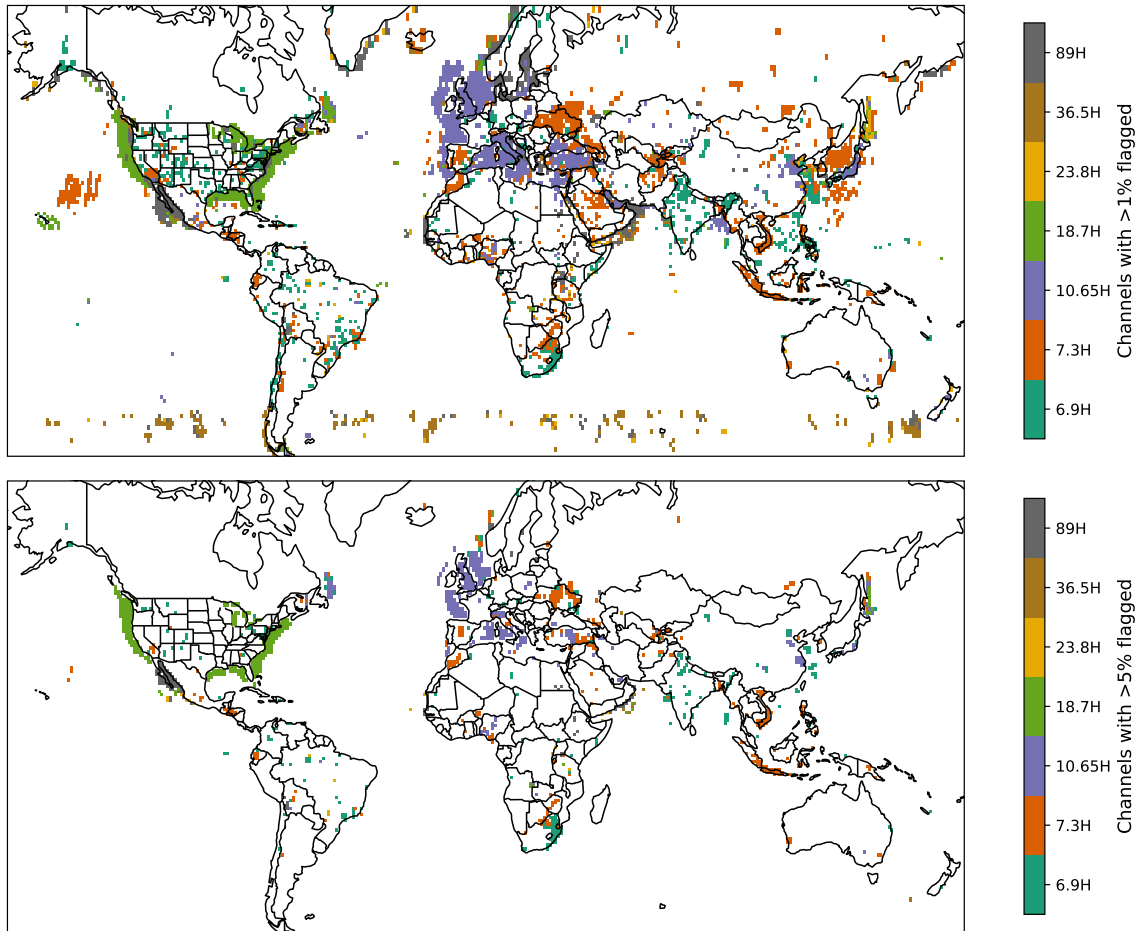 89H
36.5H
23.8H
18.7H
10.65H
7.3H
6.9H
Channels with >1% flagged
89H
36.5H
23.8H
18.7H
10.65H
7.3H
6.9H
Channels with >5% flagged